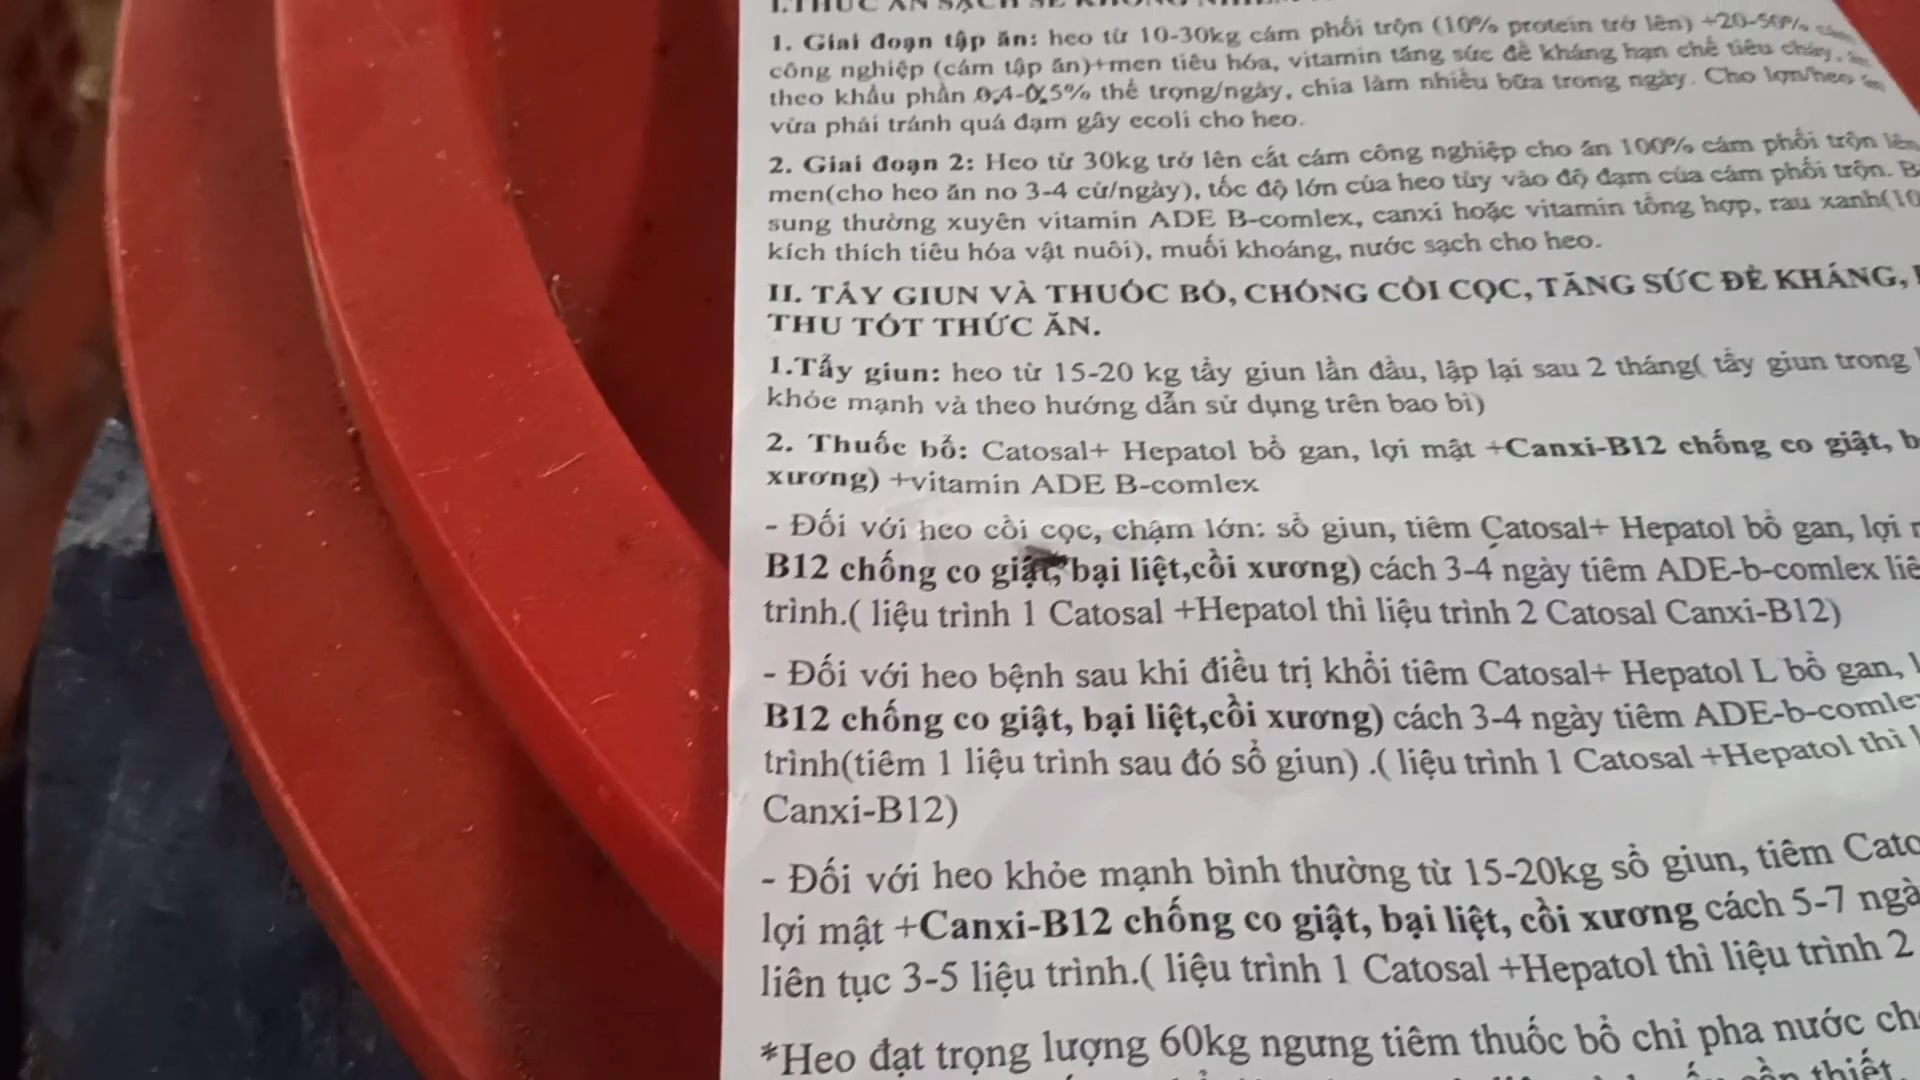 1. Giai đoạn tập ăn: heo từ 10-30kg cám phối trộn (10% protein trở lên) +20-50%
công nghiệp (cám tập ăn)+men tiêu hóa, vitamin tăng sức đề kháng hạn chế tiêu chảy,
theo khẩu phần 0,4-0,5% thể trọng/ngày, chia làm nhiều bữa trong ngày. Cho lợn/heo
vừa phải tránh quá đạm gây ecoli cho heo.
2. Giai đoạn 2: Heo từ 30kg trở lên cắt cám công nghiệp cho ăn 100% cám phối trộn lên
men(cho heo ăn no 3-4 cử/ngày), tốc độ lớn của heo tùy vào độ đạm của cám phối trộn. B
sung thường xuyên vitamin ADE B-comlex, canxi hoặc vitamin tổng hợp, rau xanh(10
kích thích tiêu hóa vật nuôi), muối khoáng, nước sạch cho heo.
II. TẨY GIUN VÀ THUỐC BỔ, CHỐNG CÒI CỌC, TĂNG SỨC ĐỀ KHÁNG,
THU TỐT THỨC ĂN.
1.Tẩy giun: heo từ 15-20 kg tẩy giun lần đầu, lập lại sau 2 tháng( tẩy giun trong
khỏe mạnh và theo hướng dẫn sử dụng trên bao bì)
2. Thuốc bổ: Catosal+ Hepatol bổ gan, lợi mật +Canxi-B12 chống co giật, b
xương) +vitamin ADE B-comlex
- Đối với heo cồi cọc, chậm lớn: sổ giun, tiêm Catosal+ Hepatol bổ gan, lợi
B12 chống co giật, bại liệt,cồi xương) cách 3-4 ngày tiêm ADE-b-comlex liê
trình.( liệu trình 1 Catosal +Hepatol thì liệu trình 2 Catosal Canxi-B12)
- Đối với heo bệnh sau khi điều trị khỏi tiêm Catosal+ Hepatol L bổ gan, l
B12 chống co giật, bại liệt,cồi xương) cách 3-4 ngày tiêm ADE-b-comle
trình(tiêm 1 liệu trình sau đó sổ giun) .( liệu trình 1 Catosal +Hepatol thì l
Canxi-B12)
- Đối với heo khỏe mạnh bình thường từ 15-20kg sổ giun, tiêm Cato
lợi mật +Canxi-B12 chống co giật, bại liệt, cồi xương cách 5-7 ngà
liên tục 3-5 liệu trình.( liệu trình 1 Catosal +Hepatol thì liệu trình 2
*Heo đạt trọng lượng 60kg ngưng tiêm thuốc bổ chỉ pha nước ch
cần thiết